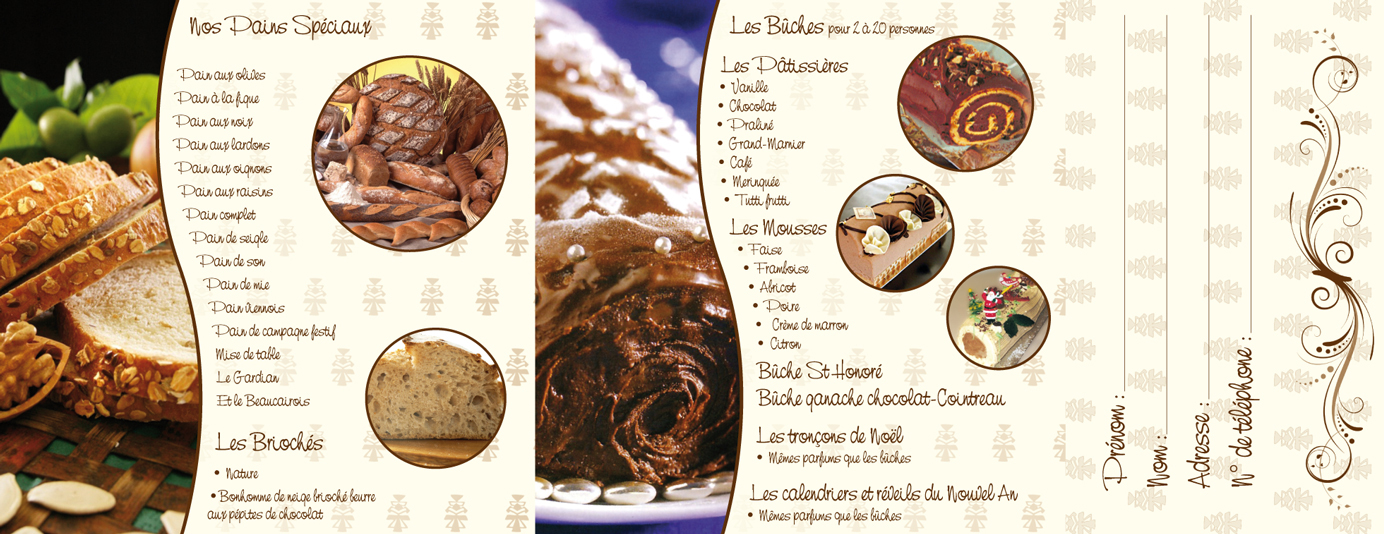 Nos Pains Spéciaux
Pain aux olives
Pain à la figue
Pain aux noix
Pain aux lardons
Pain aux oignons
Pain aux raisins
Pain complet
Pain de seigle
Pain de son
Pain de mie
Pain viennois
Pain de campagne festif
Mise de table
Le Gardian
Et le Beaucairois
Les Briochés
• Nature
• Bonhomme de neige brioché beurre
aux pépites de chocolat
Les Bûches pour 2 à 20 personnes
Les Pâtissières
• Vanille
• Chocolat
• Praliné
• Grand-Marnier
• Café
• Meringuée
• Tutti frutti
Les Mousses
• Faise
• Framboise
• Abricot
• Poire
• Crème de marron
• Citron
Bûche St-Honoré
Bûche ganache chocolat-Cointreau
Les tronçons de Noël
• Mêmes parfums que les bûches
Les calendriers et réveils du Nouvel An
• Mêmes parfums que les bûches
Prénom :
Nom :
Adresse :
N° de téléphone :